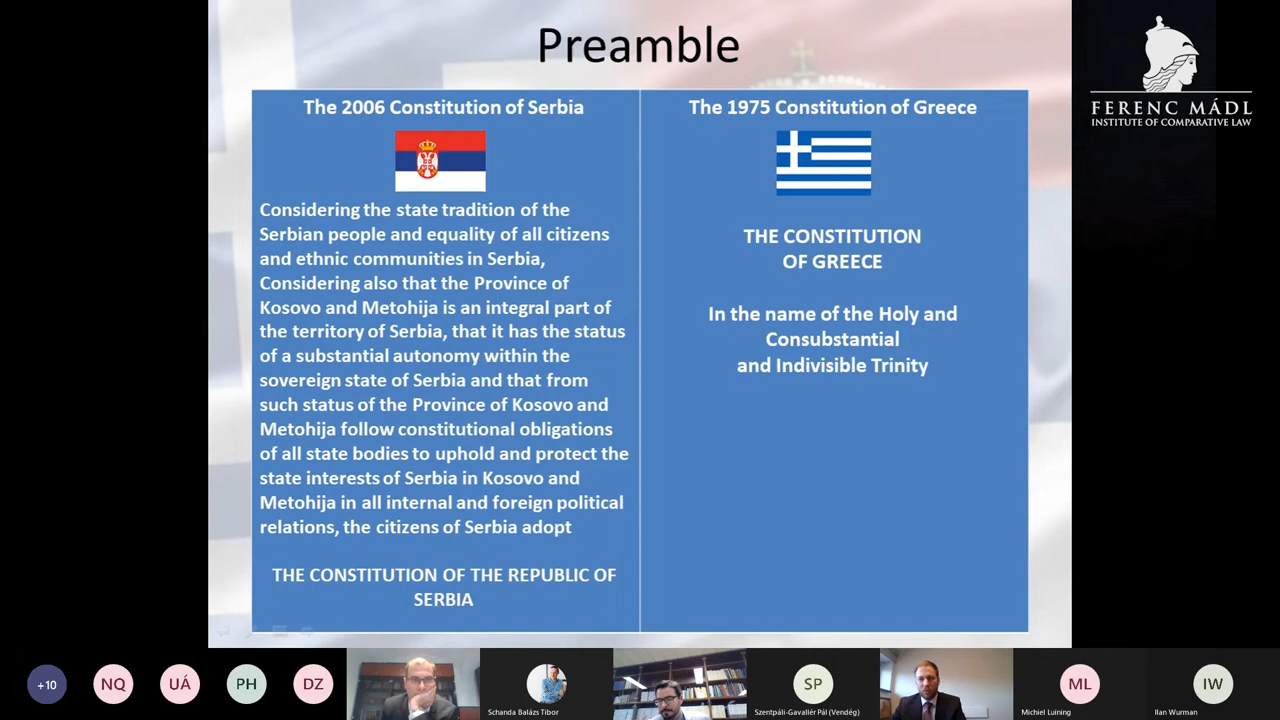 Preamble
The 2006 Constitution of Serbia
Considering the state tradition of the
Serbian people and equality of all citizens
and ethnic communities in Serbia,
Considering also that the Province of
Kosovo and Metohija is an integral part of
the territory of Serbia, that it has the status
of a substantial autonomy within the
sovereign state of Serbia and that from
such status of the Province of Kosovo and
Metohija follow constitutional obligations
of all state bodies to uphold and protect the
state interests of Serbia in Kosovo and
Metohija in all internal and foreign political
relations, the citizens of Serbia adopt
THE CONSTITUTION OF THE REPUBLIC OF
SERBIA
The 1975 Constitution of Greece
THE CONSTITUTION
OF GREECE
In the name of the Holy and
Consubstantial
and Indivisible Trinity
FERENC MÁDL
INSTITUTE OF COMPARATIVE LAW
+10
NQ
UÁ
PH
DZ
Schanda Balázs Tibor
SP
Szentpáli-Gavallér Pál (Vendég)
ML
Michiel Luining
IW
Ilan Wurman